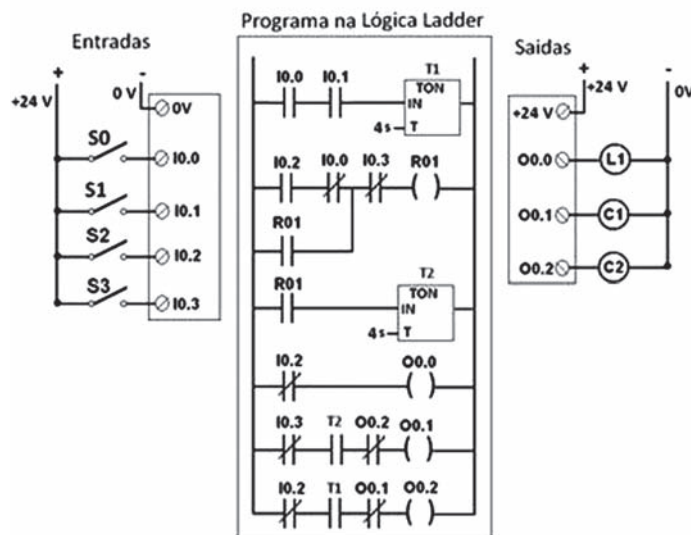 Programa na Lógica Ladder
Entradas
+
-
+24 V
0 V
0V
S0
I0.0
S1
I0.1
S2
I0.2
S3
I0.3
I0.0 I0.1
T1
TON
IN
4s T
I0.2 I0.0 I0.3 R01
R01
R01
T2
TON
IN
4s T
I0.2 O0.0
I0.3 T2 O0.2 O0.1
I0.2 T1 O0.1 O0.2
Saidas
+
-
+24 V
+24 V
0V
O0.0
L1
O0.1
C1
O0.2
C2